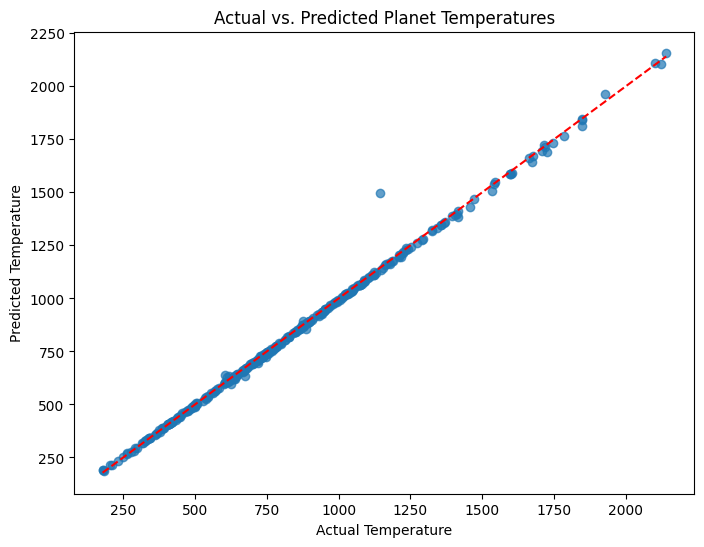 Actual vs. Predicted Planet Temperatures
2250
2000
1750
1500
1250
1000
750
500
250
Predicted Temperature
250 500 750 1000 1250 1500 1750 2000
Actual Temperature